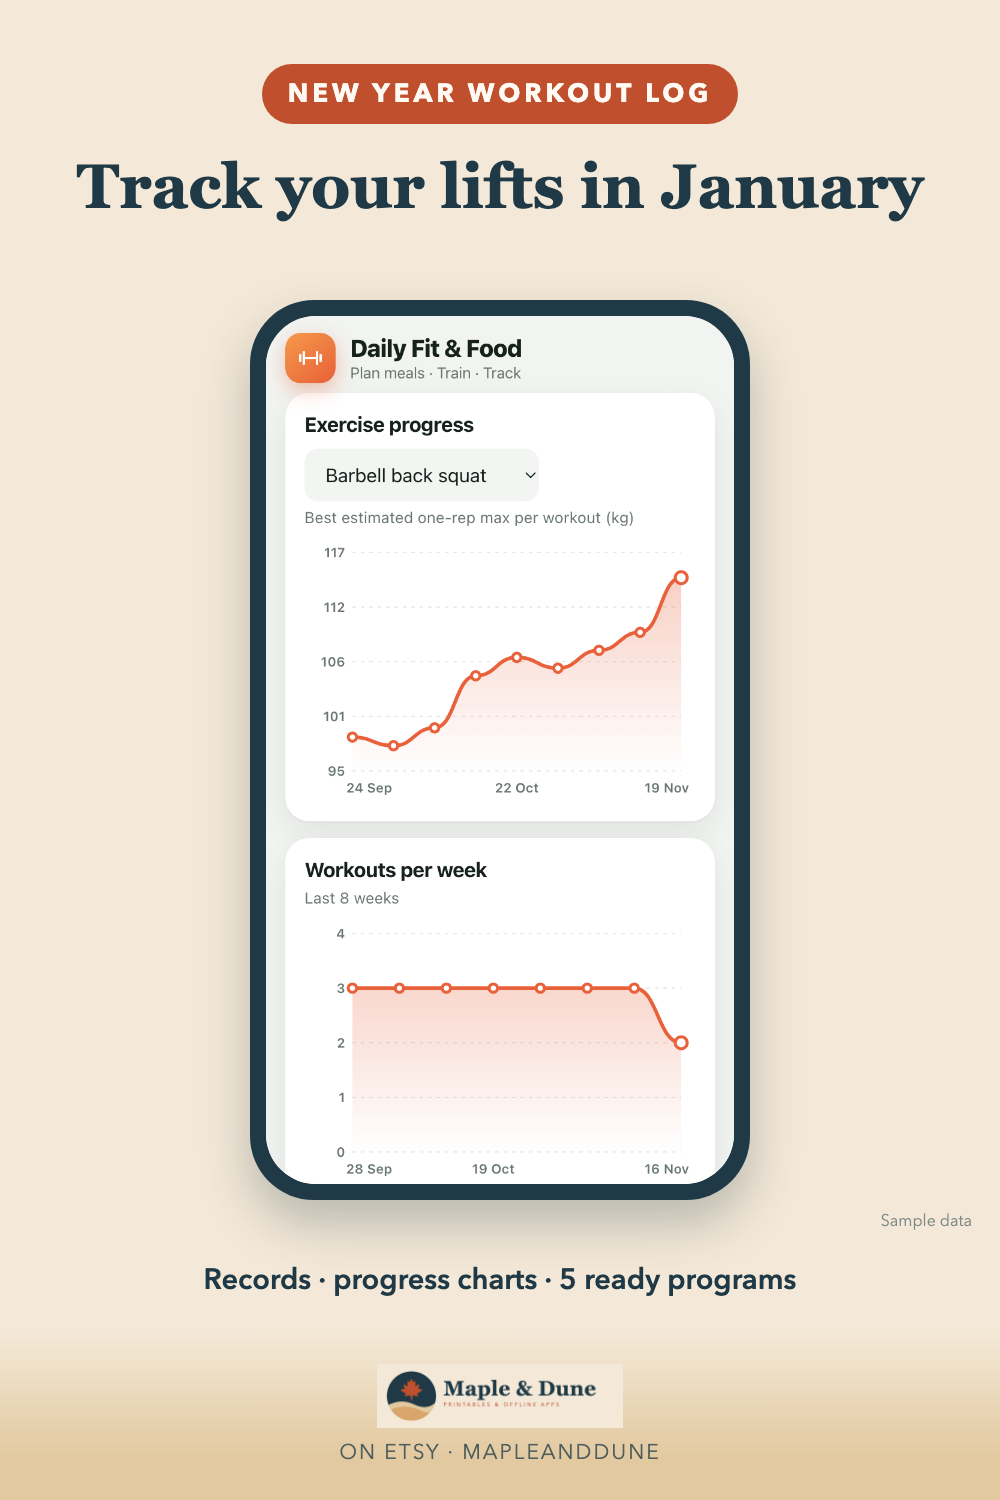 NEW YEAR WORKOUT LOG
Track your lifts in January
Daily Fit & Food
Plan meals · Train · Track
Exercise progress
Barbell back squat
Best estimated one-rep max per workout (kg)
117
112
106
101
95
24 Sep 22 Oct 19 Nov
Workouts per week
Last 8 weeks
4
3
2
1
0
28 Sep 19 Oct 16 Nov
Sample data
Records · progress charts · 5 ready programs
Maple & Dune
PRINTABLES & OFFLINE APPS
ON ETSY · MAPLEANDDUNE